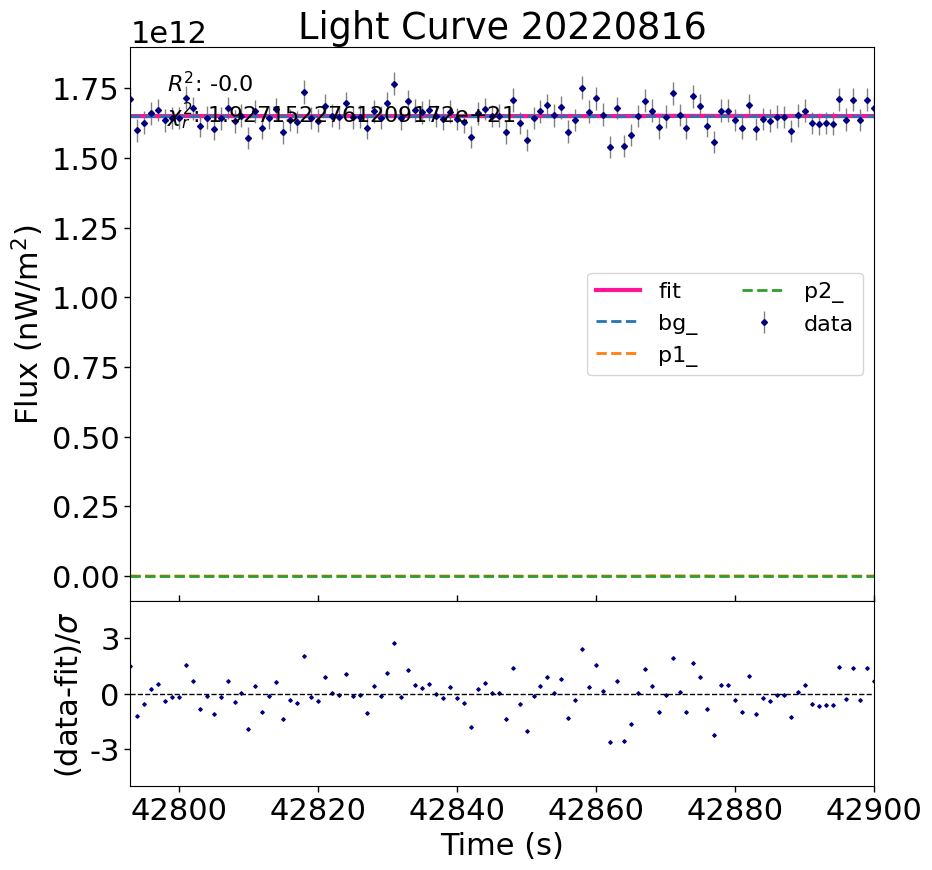 Light Curve 20220816
1e12
R²: -0.0
1.75
1.50
1.25
1.00
0.75
0.50
0.25
0.00
Flux (nW/m²)
fit
bg_
p1_
p2_
data
3
0
-3
(data-fit)/σ
42800 42820 42840 42860 42880 42900
Time (s)